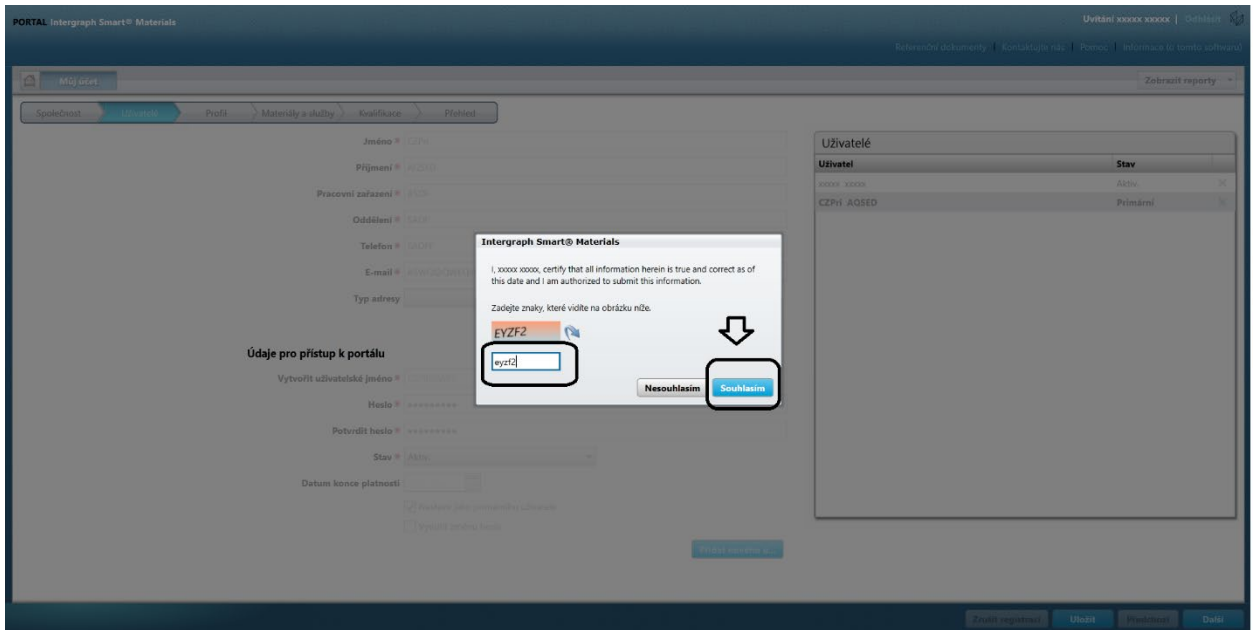 PORTAL Intergraph Smart® Materials
Uvítání xxxxx xxxxx | Odhlásit
Referenční dokumenty | Kontaktujte nás | Pomoc | Informace to tomto softwaru
Můj účet
Zobrazit reporty
Společnost
Uživatelé
Profil
Materiály a služby
Kvalifikace
Přehled
Jméno *
Příjmaní *
Pracovní zařazení *
Oddělení *
Telefon *
E-mail *
Typ adresy
Údaje pro přístup k portálu
Vytvořit uživatelské jméno *
Heslo *
Potvrdit heslo *
Stav * Aktiv.
Datum konce platnosti
Uživatelé
Uživatel Stav
xxxxx xxxxx Aktiv.
CZPri AQSED Primární
Intergraph Smart® Materials
I, xxxxx xxxxx, certify that all information herein is true and correct as of
this date and I am authorized to submit this information.
Zadejte znaky, které vidíte na obrázku níže.
EYZF2
eyzf2
Nesouhlasím Souhlasím
Zrušit registraci Uložit Předchozí Další